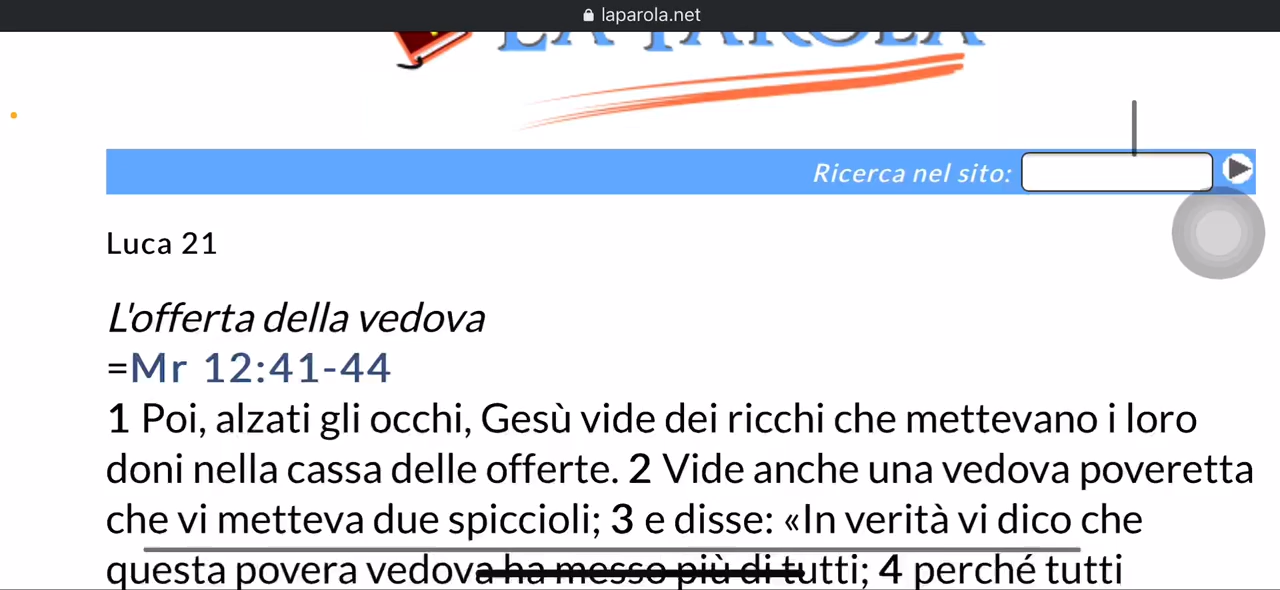 laparola.net
LA PAROLA
Ricerca nel sito:
Luca 21
L'offerta della vedova
=Mr 12:41-44
1 Poi, alzati gli occhi, Gesù vide dei ricchi che mettevano i loro
doni nella cassa delle offerte. 2 Vide anche una vedova poveretta
che vi metteva due spiccioli; 3 e disse: «In verità vi dico che
questa povera vedova ha messo più di tutti; 4 perché tutti